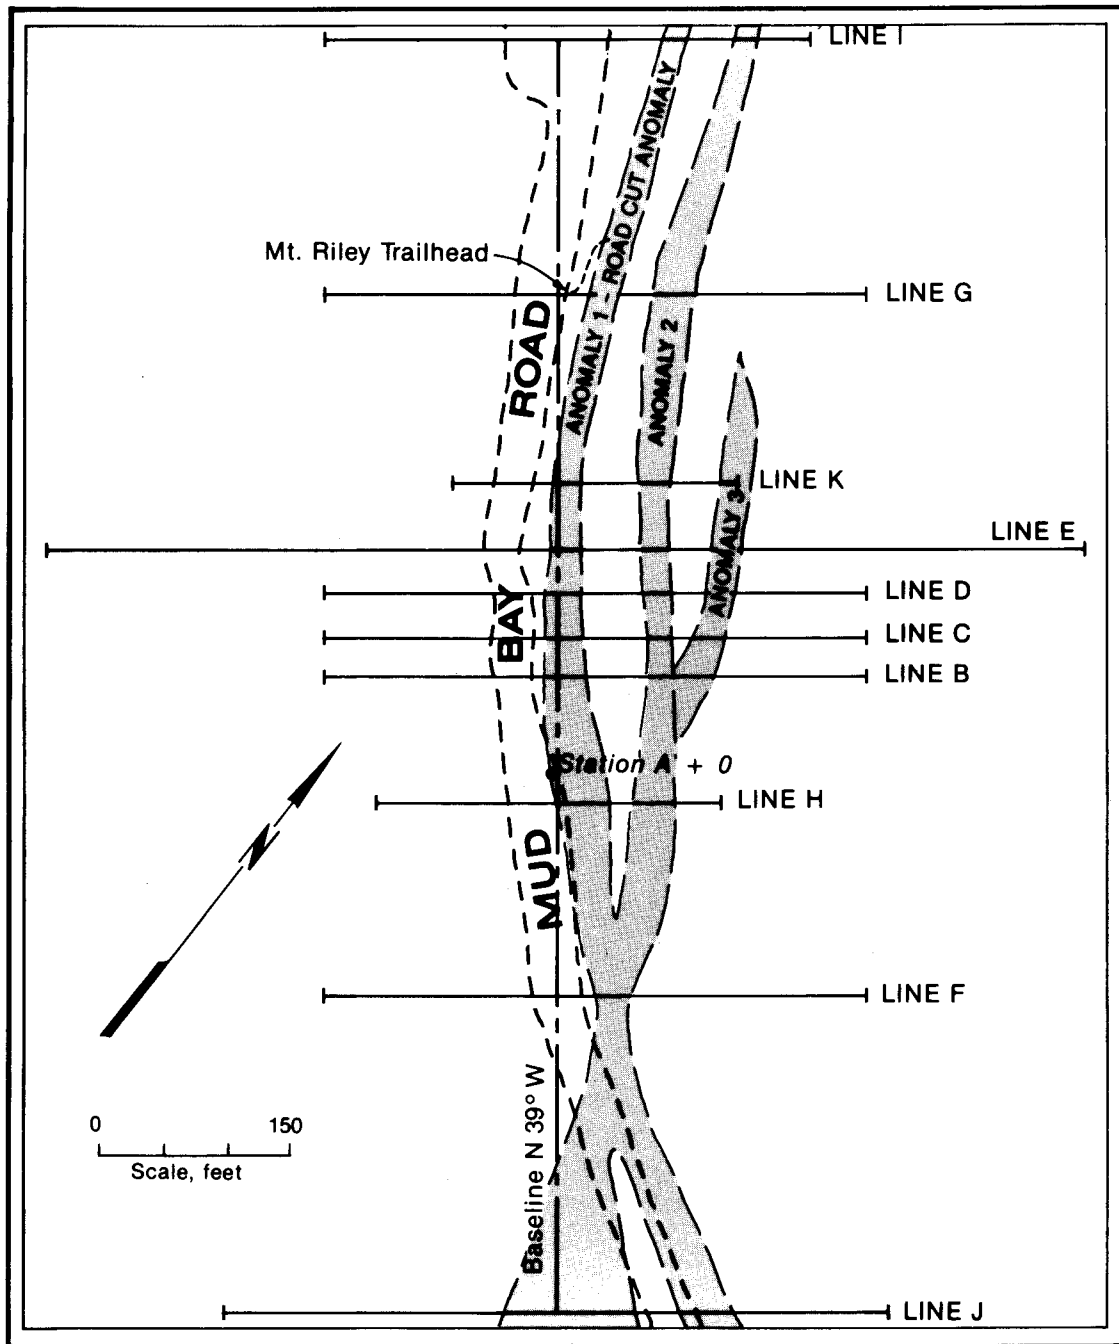 LINE I
ANOMALY 1 - ROAD CUT ANOMALY
Mt. Riley Trailhead
LINE G
ROAD
ANOMALY 2
LINE K
ANOMALY 3
LINE E
LINE D
BAY
LINE C
LINE B
Station A + 0
LINE H
MUD
N
LINE F
Baseline N 39° W
0 150
Scale, feet
LINE J